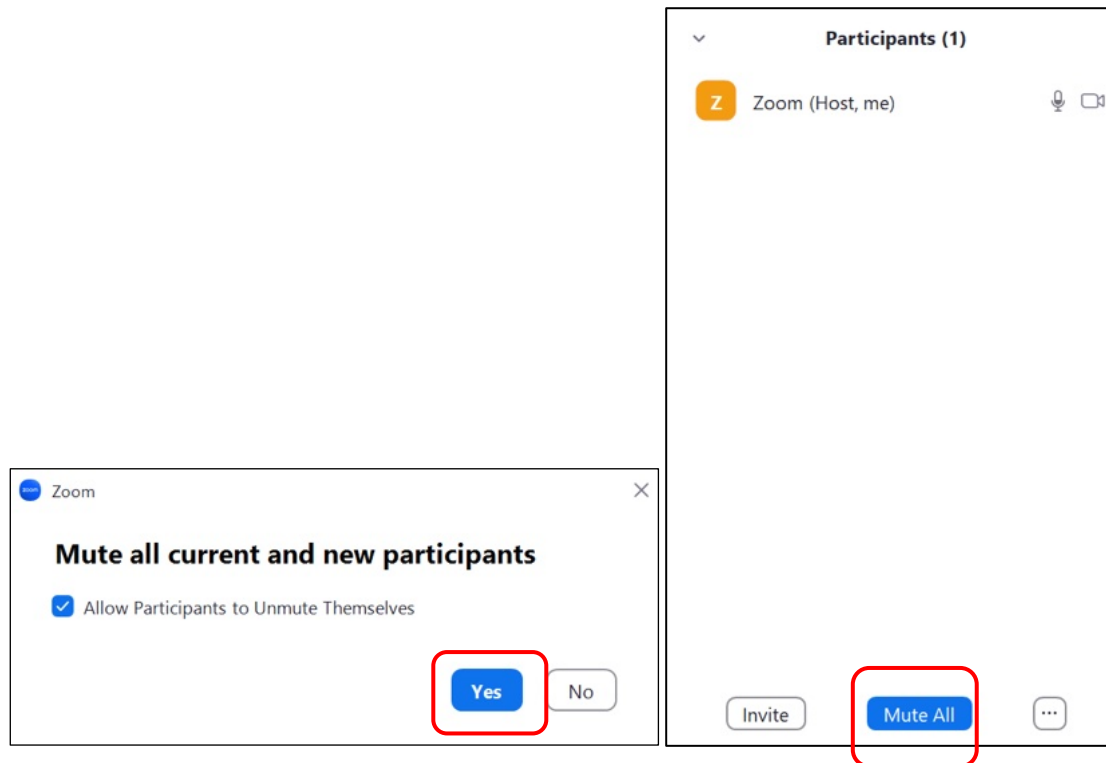 Participants (1)
Z Zoom (Host, me)
zoom Zoom
Mute all current and new participants
Allow Participants to Unmute Themselves
Yes No
Invite Mute All ...